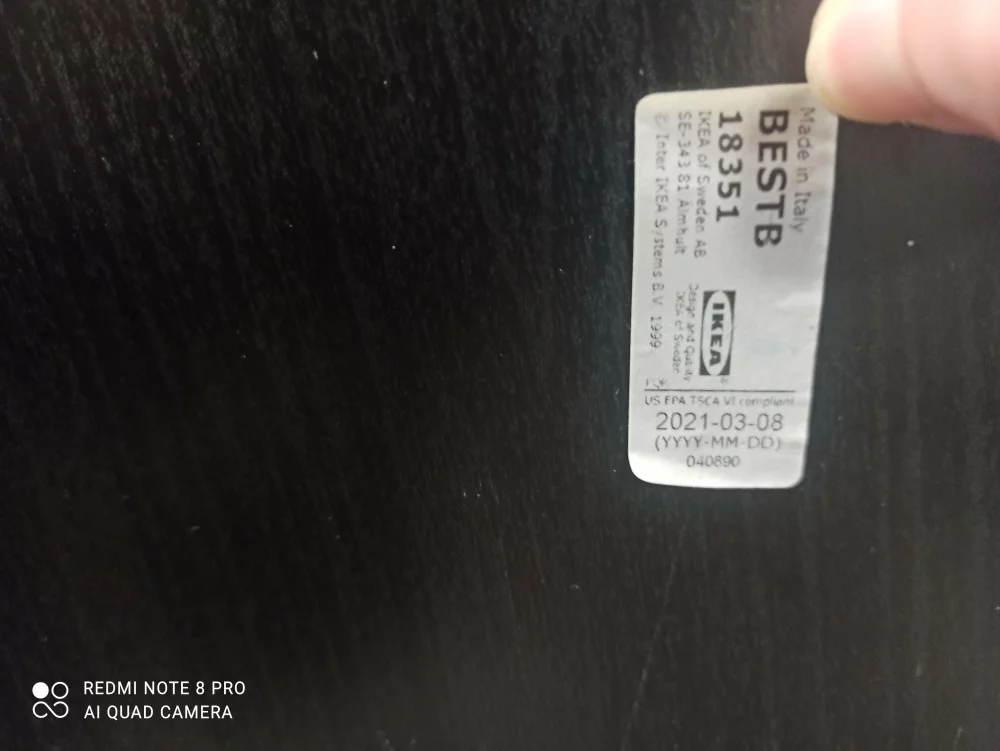 Made in Italy
BESTB
18351
IKEA of Sweden AB
SE-343 81 Älmhult
© Inter IKEA Systems B.V. 1999
IKEA®
Design and Quality
IKEA of Sweden
US EPA TSCA VI compliant
2021-03-08
(YYYY-MM-DD)
040890
REDMI NOTE 8 PRO
AI QUAD CAMERA